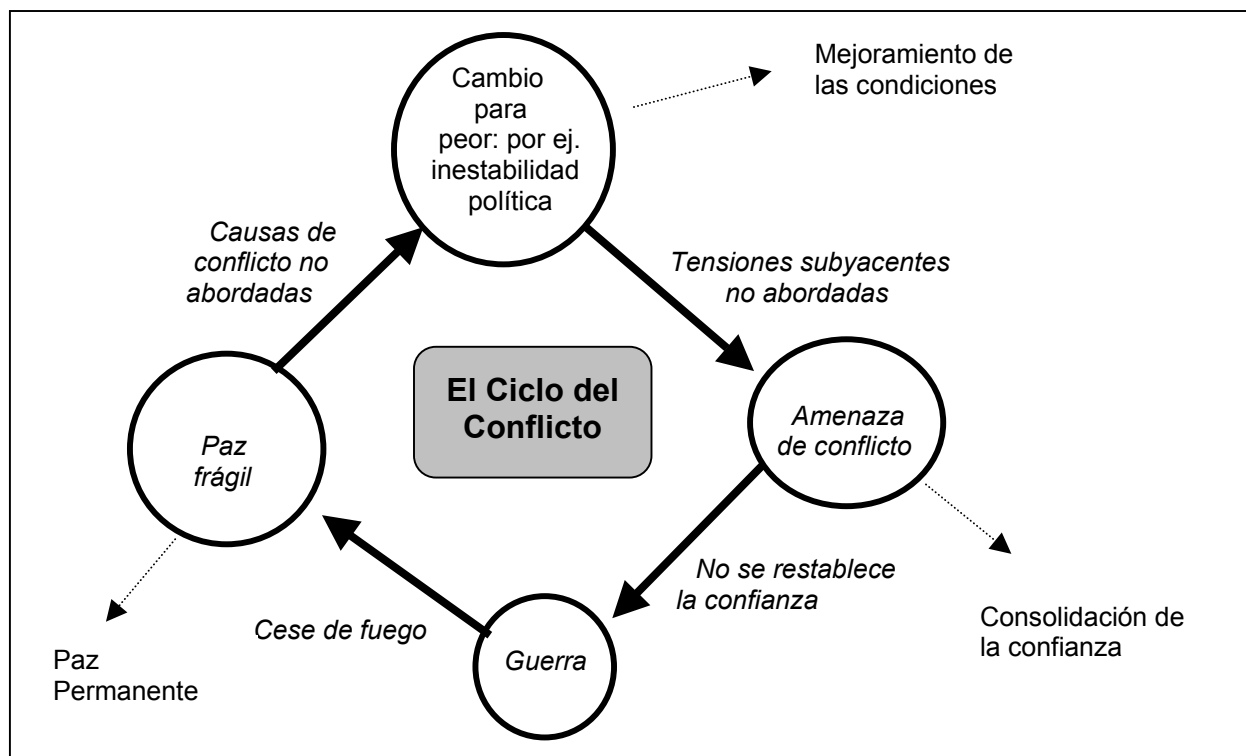 Cambio
para
peor: por ej.
inestabilidad
política
Mejoramiento de
las condiciones
Causas de
conflicto no
abordadas
Tensiones subyacentes
no abordadas
El Ciclo del
Conflicto
Paz
frágil
Amenaza
de conflicto
No se restablece
la confianza
Cese de fuego
Guerra
Consolidación de
la confianza
Paz
Permanente